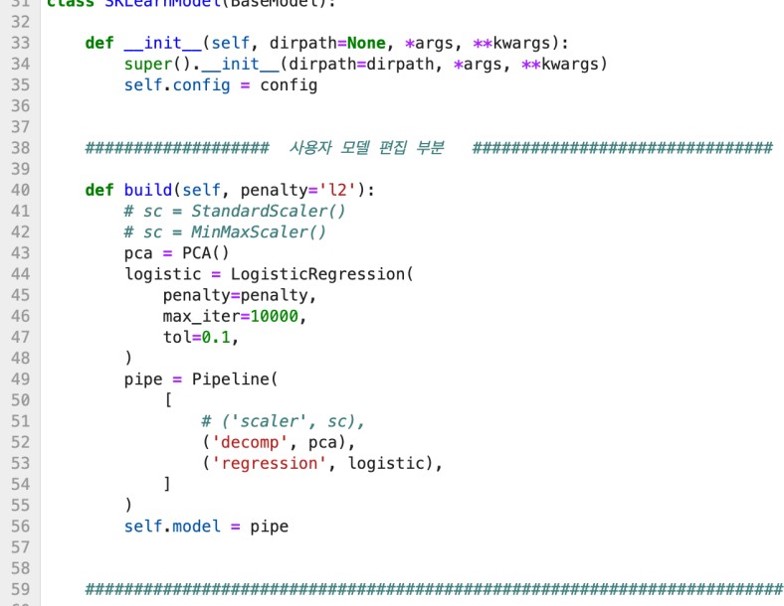 31 class SKLearnModel(BaseModel):
32
33     def __init__(self, dirpath=None, *args, **kwargs):
34         super().__init__(dirpath=dirpath, *args, **kwargs)
35         self.config = config
36
37
38     ################### 사용자 모델 편집 부분 ###############################
39
40     def build(self, penalty='l2'):
41         # sc = StandardScaler()
42         # sc = MinMaxScaler()
43         pca = PCA()
44         logistic = LogisticRegression(
45             penalty=penalty,
46             max_iter=10000,
47             tol=0.1,
48         )
49         pipe = Pipeline(
50             [
51                 # ('scaler', sc),
52                 ('decomp', pca),
53                 ('regression', logistic),
54             ]
55         )
56         self.model = pipe
57
58
59     ########################################################################